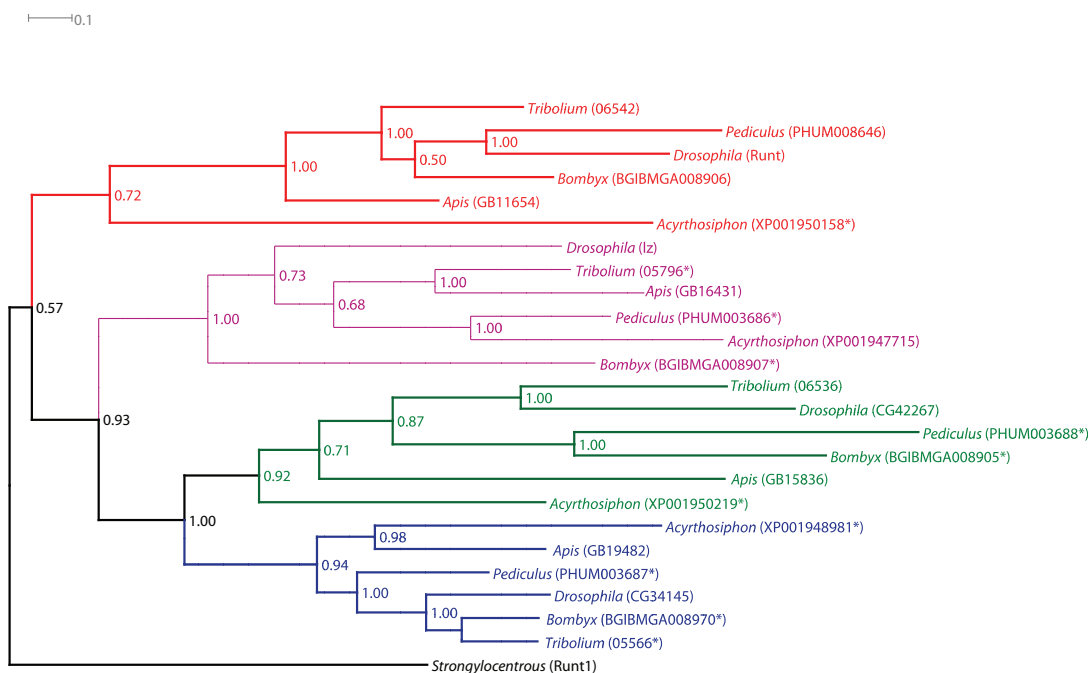 0.1
Tribolium (06542)
1.00
Pediculus (PHUM008646)
1.00
Drosophila (Runt)
0.50
1.00
Bombyx (BGIBMGA008906)
0.72
Apis (GB11654)
Acyrthosiphon (XP001950158*)
Drosophila (lz)
0.73
Tribolium (05796*)
1.00
Apis (GB16431)
0.68
0.57
1.00
Pediculus (PHUM003686*)
1.00
Acyrthosiphon (XP001947715)
Bombyx (BGIBMGA008907*)
Tribolium (06536)
1.00
Drosophila (CG42267)
0.93
0.87
Pediculus (PHUM003688*)
1.00
0.71
Bombyx (BGIBMGA008905*)
0.92
Apis (GB15836)
Acyrthosiphon (XP001950219*)
1.00
Acyrthosiphon (XP001948981*)
0.98
Apis (GB19482)
0.94
Pediculus (PHUM003687*)
1.00
Drosophila (CG34145)
1.00
Bombyx (BGIBMGA008970*)
Tribolium (05566*)
Strongylocentrous (Runt1)